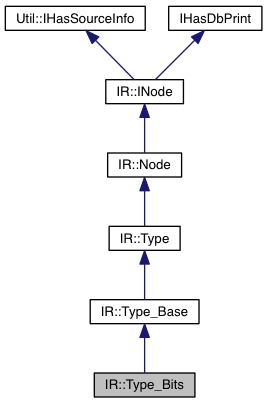 Util::IHasSourceInfo
IHasDbPrint
IR::INode
IR::Node
IR::Type
IR::Type_Base
IR::Type_Bits